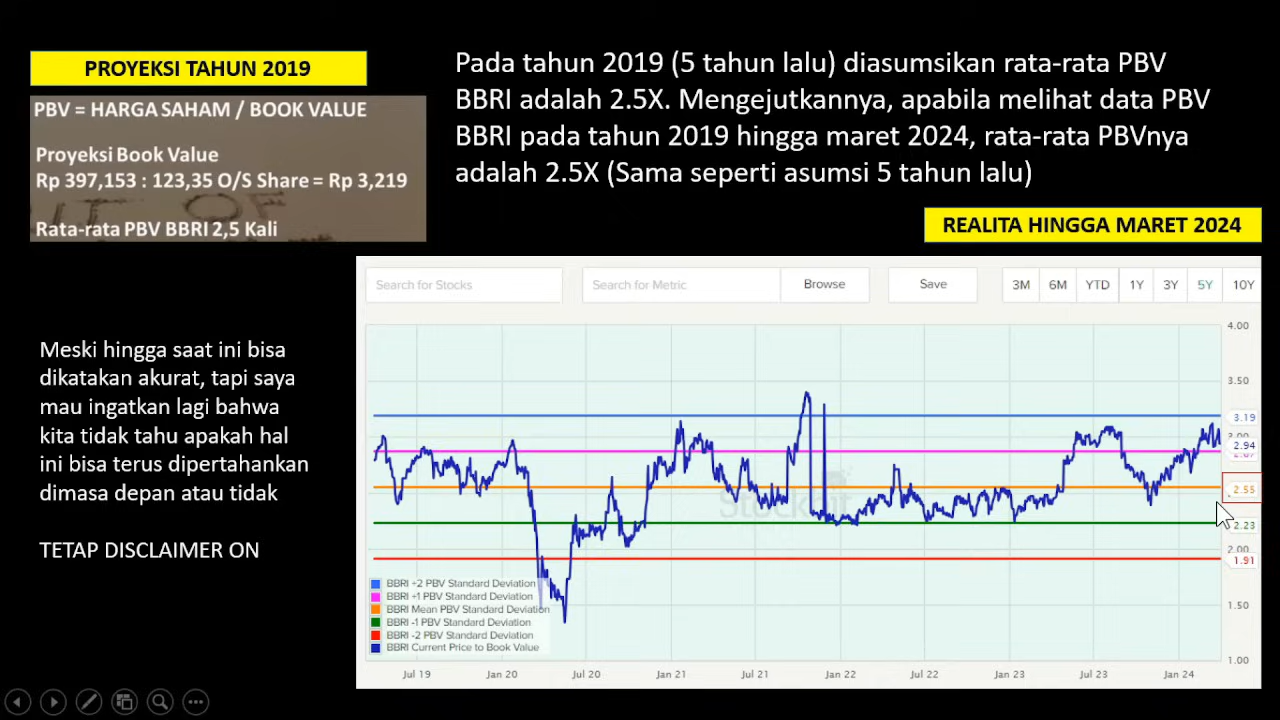 PROYEKSI TAHUN 2019
PBV = HARGA SAHAM / BOOK VALUE
Proyeksi Book Value
Rp 397,153 : 123,35 O/S Share = Rp 3,219
Rata-rata PBV BBRI 2,5 Kali
Pada tahun 2019 (5 tahun lalu) diasumsikan rata-rata PBV
BBRI adalah 2.5X. Mengejutkannya, apabila melihat data PBV
BBRI pada tahun 2019 hingga maret 2024, rata-rata PBVnya
adalah 2.5X (Sama seperti asumsi 5 tahun lalu)
REALITA HINGGA MARET 2024
Meski hingga saat ini bisa
dikatakan akurat, tapi saya
mau ingatkan lagi bahwa
kita tidak tahu apakah hal
ini bisa terus dipertahankan
dimasa depan atau tidak
TETAP DISCLAIMER ON
Search for Stocks
Search for Metric
Browse
Save
3M 6M YTD 1Y 3Y 5Y 10Y
4.00
3.50
3.19
3.00
2.94
2.55
2.23
2.00
1.91
1.50
1.00
Stockbit
BBRI +2 PBV Standard Deviation
BBRI +1 PBV Standard Deviation
BBRI Mean PBV Standard Deviation
BBRI -1 PBV Standard Deviation
BBRI -2 PBV Standard Deviation
BBRI Current Price to Book Value
Jul 19 Jan 20 Jul 20 Jan 21 Jul 21 Jan 22 Jul 22 Jan 23 Jul 23 Jan 24